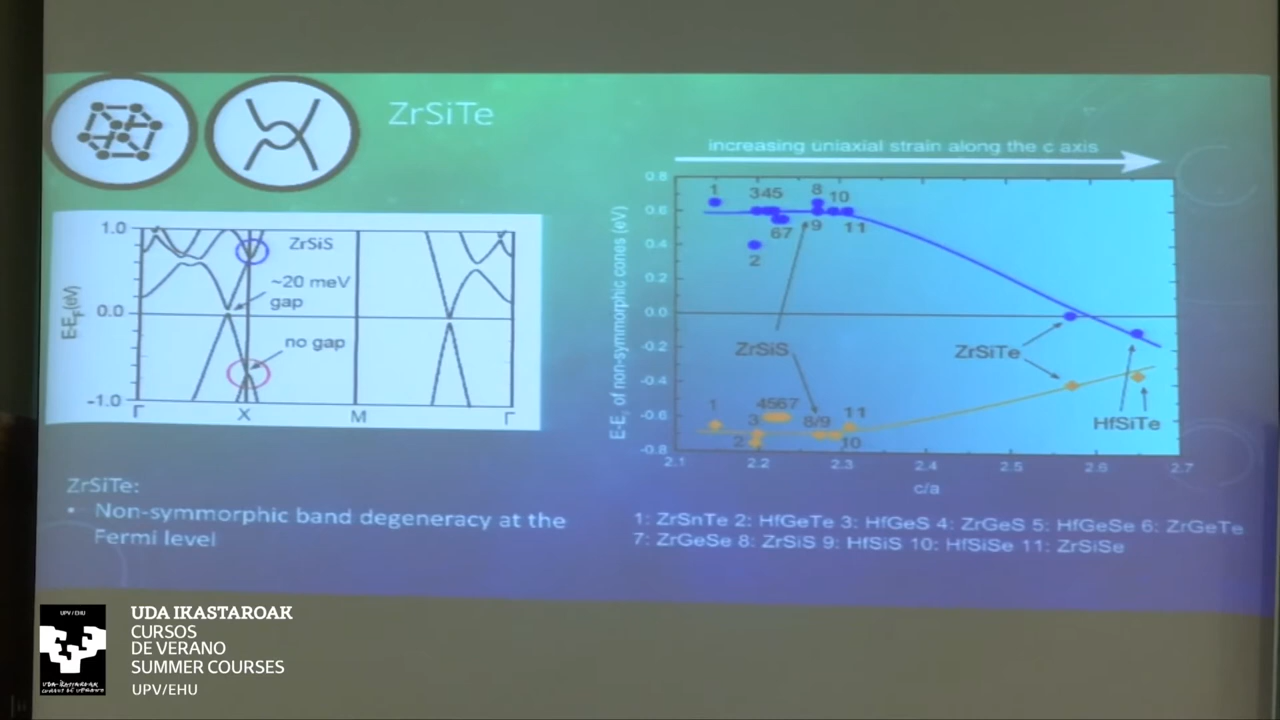 ZrSiTe
increasing uniaxial strain along the c axis
1.0
0.0
-1.0
E-EF(eV)
ZrSiS
~20 meV
gap
no gap
Γ X M Γ
E-EF of non-symmorphic cones (eV)
0.8
0.6
0.4
0.2
0.0
-0.2
-0.4
-0.6
-0.8
1
345
8
10
67
9
11
2
ZrSiS
ZrSiTe
HfSiTe
1
4567
3
8/9
11
2
10
2.1 2.2 2.3 2.4 2.5 2.6 2.7
c/a
ZrSiTe:
• Non-symmorphic band degeneracy at the
Fermi level
1: ZrSnTe 2: HfGeTe 3: HfGeS 4: ZrGeS 5: HfGeSe 6: ZrGeTe
7: ZrGeSe 8: ZrSiS 9: HfSiS 10: HfSiSe 11: ZrSiSe
UPV / EHU
UDA IKASTAROAK
CURSOS
DE VERANO
SUMMER COURSES
UPV/EHU